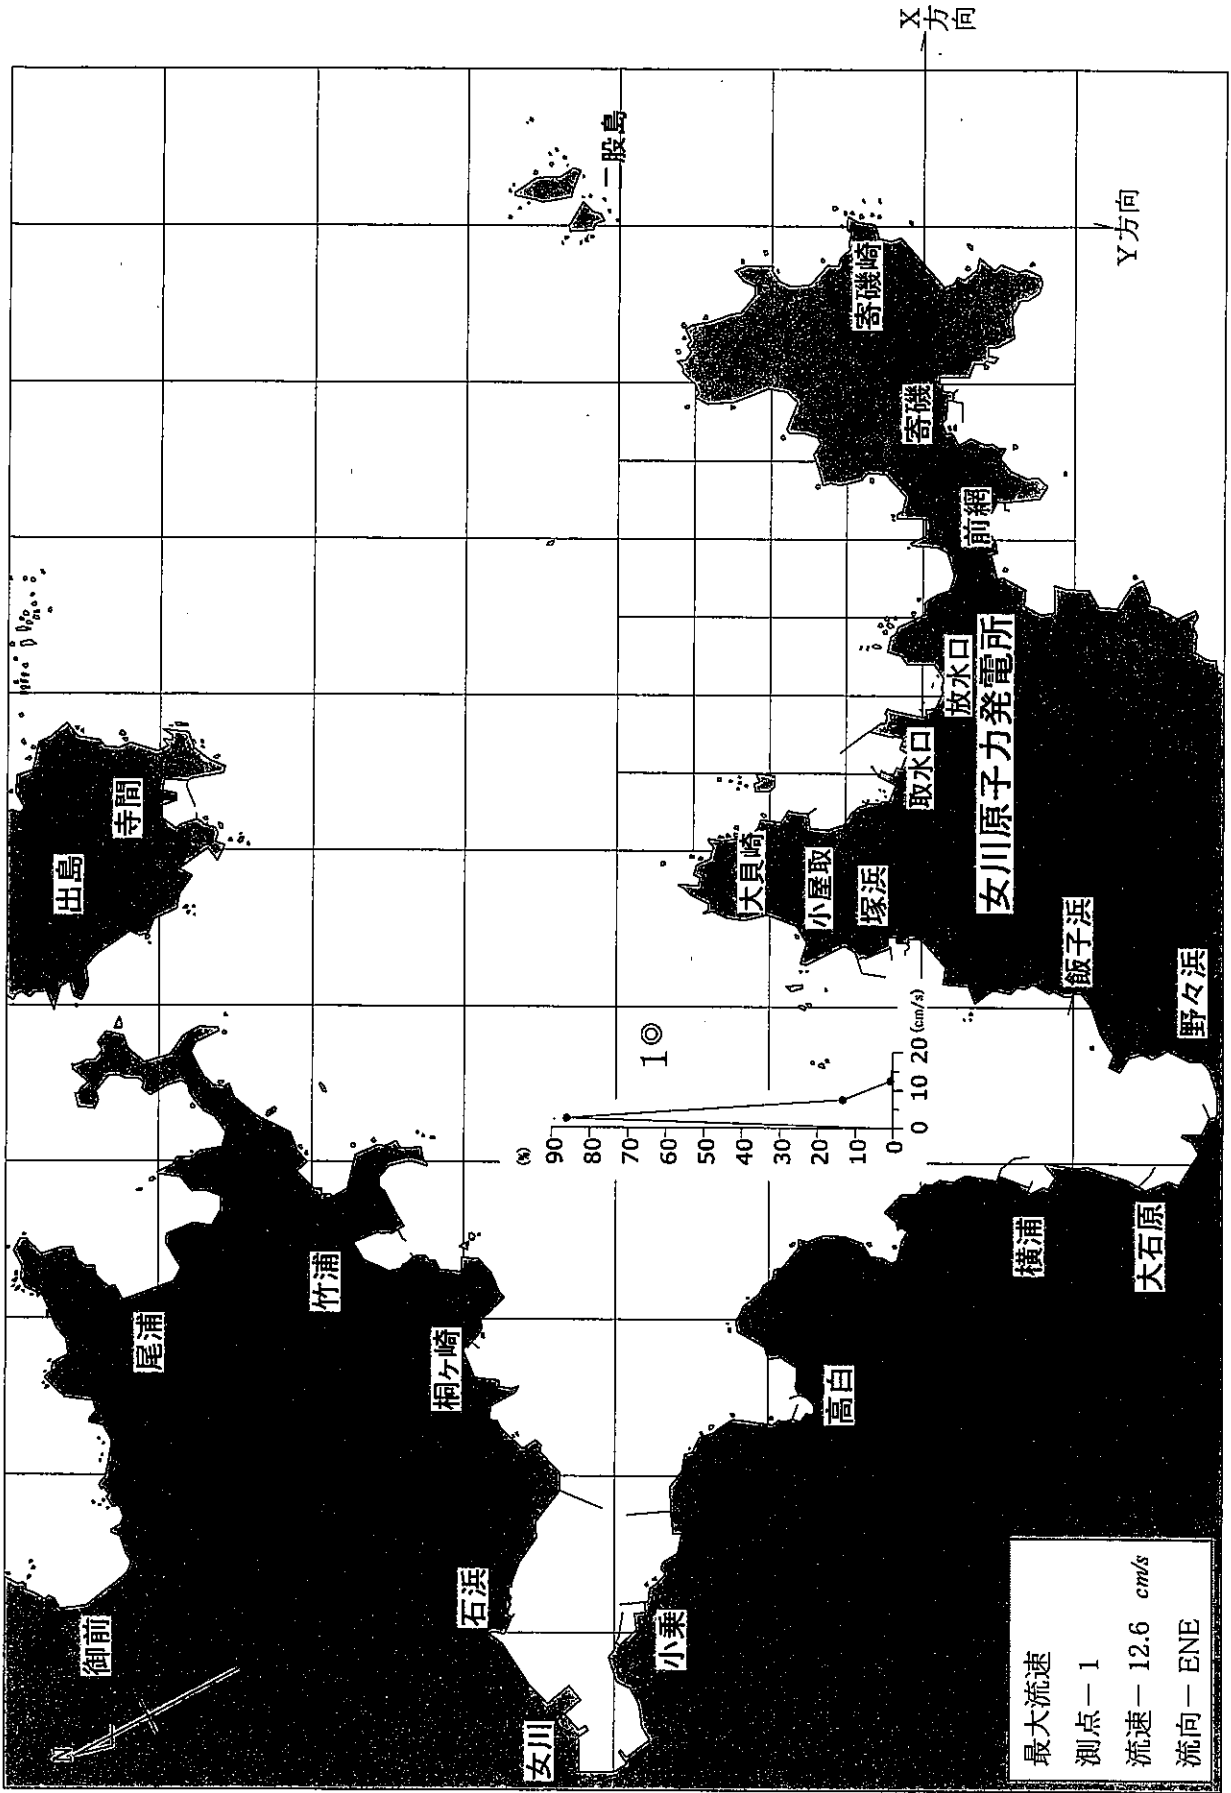 X
方向
Y方向
二股島
寄磯崎
寄磯
前網
放水口
女川原子力発電所
取水口
大貝崎
小屋取
塚浜
飯子浜
野々浜
出島
寺間
1
(%)
90
80
70
60
50
40
30
20
10
0
0 10 20 (cm/s)
横浦
大石原
竹浦
尾浦
桐ヶ崎
高白
石浜
小乗
御前
女川
N
最大流速
測点－1
流速－12.6 cm/s
流向－ENE